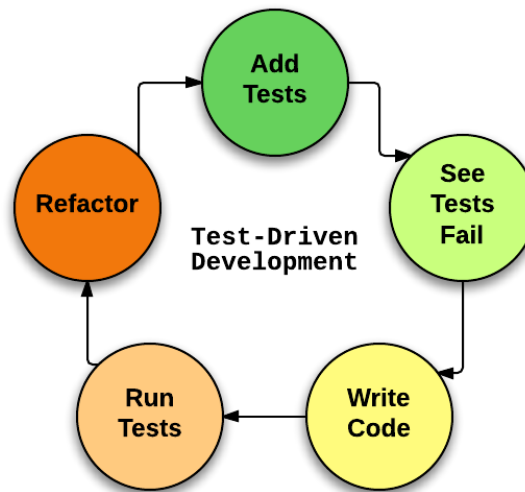 Add
Tests
See
Tests
Fail
Refactor
Test-Driven
Development
Write
Code
Run
Tests